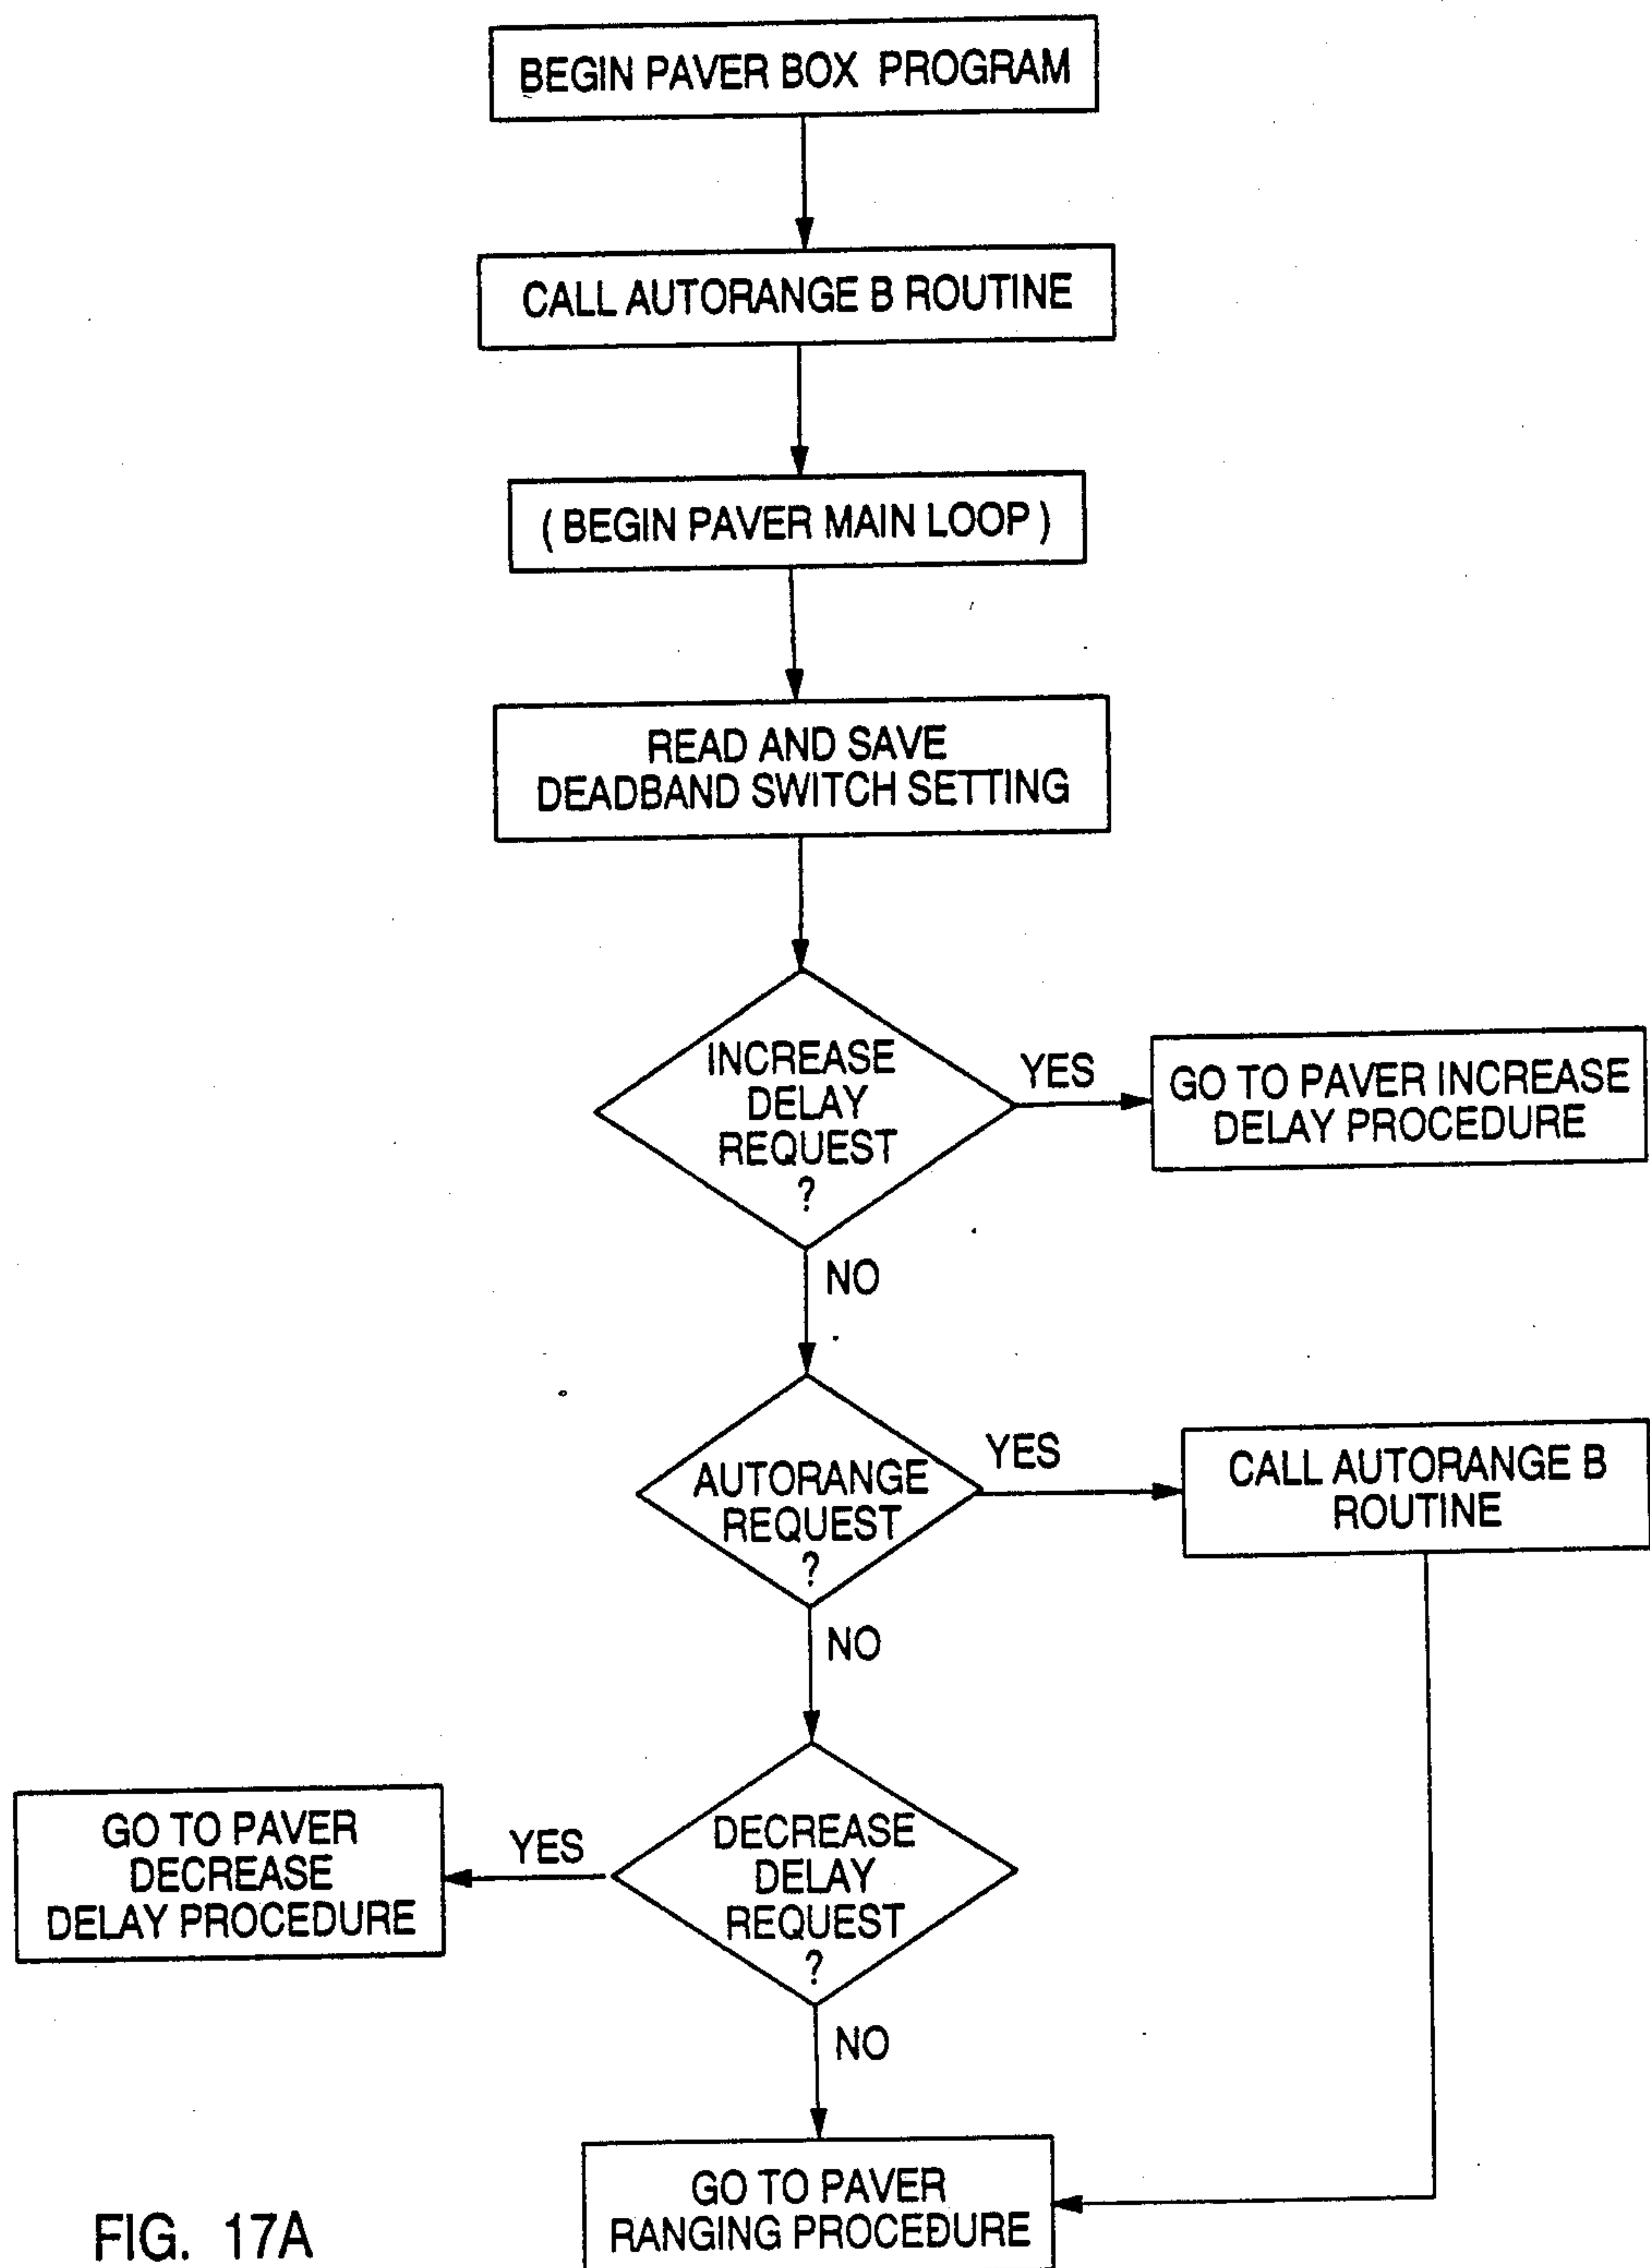 BEGIN PAVER BOX PROGRAM
CALL AUTORANGE B ROUTINE
( BEGIN PAVER MAIN LOOP )
READ AND SAVE
DEADBAND SWITCH SETTING
INCREASE
DELAY
REQUEST
?
YES
GO TO PAVER INCREASE
DELAY PROCEDURE
NO
AUTORANGE
REQUEST
?
YES
CALL AUTORANGE B
ROUTINE
NO
DECREASE
DELAY
REQUEST
?
YES
GO TO PAVER
DECREASE
DELAY PROCEDURE
NO
GO TO PAVER
RANGING PROCEDURE
FIG. 17A